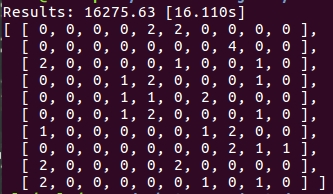 Results: 16275.63 [16.110s]
[ [ 0, 0, 0, 0, 2, 2, 0, 0, 0, 0 ],
[ 0, 0, 0, 0, 0, 0, 0, 4, 0, 0 ],
[ 2, 0, 0, 0, 0, 1, 0, 0, 1, 0 ],
[ 0, 0, 0, 1, 2, 0, 0, 0, 1, 0 ],
[ 0, 0, 0, 1, 1, 0, 2, 0, 0, 0 ],
[ 0, 0, 0, 1, 2, 0, 0, 0, 1, 0 ],
[ 1, 0, 0, 0, 0, 0, 1, 2, 0, 0 ],
[ 0, 0, 0, 0, 0, 0, 0, 2, 1, 1 ],
[ 2, 0, 0, 0, 0, 2, 0, 0, 0, 0 ],
[ 2, 0, 0, 0, 0, 0, 1, 0, 1, 0 ] ]